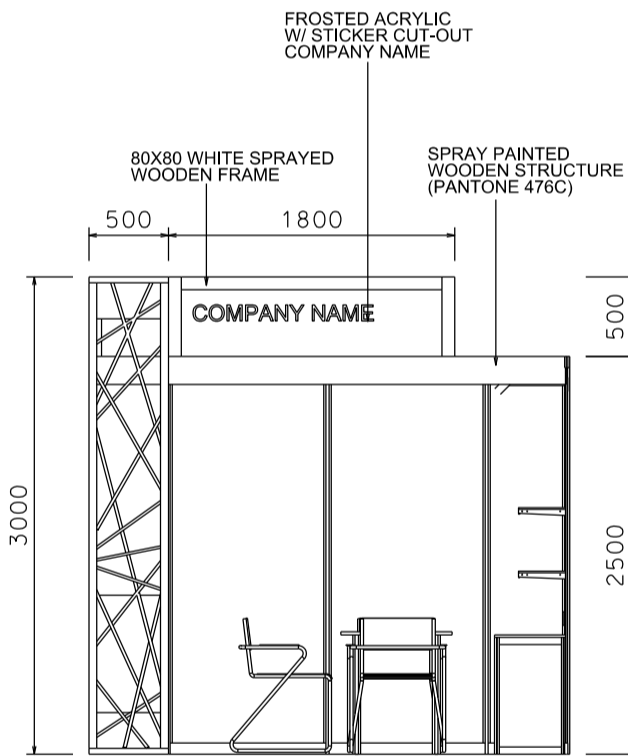 FROSTED ACRYLIC
W/ STICKER CUT-OUT
COMPANY NAME
80X80 WHITE SPRAYED
WOODEN FRAME
SPRAY PAINTED
WOODEN STRUCTURE
(PANTONE 476C)
500
1800
COMPANY NAME
500
3000
2500